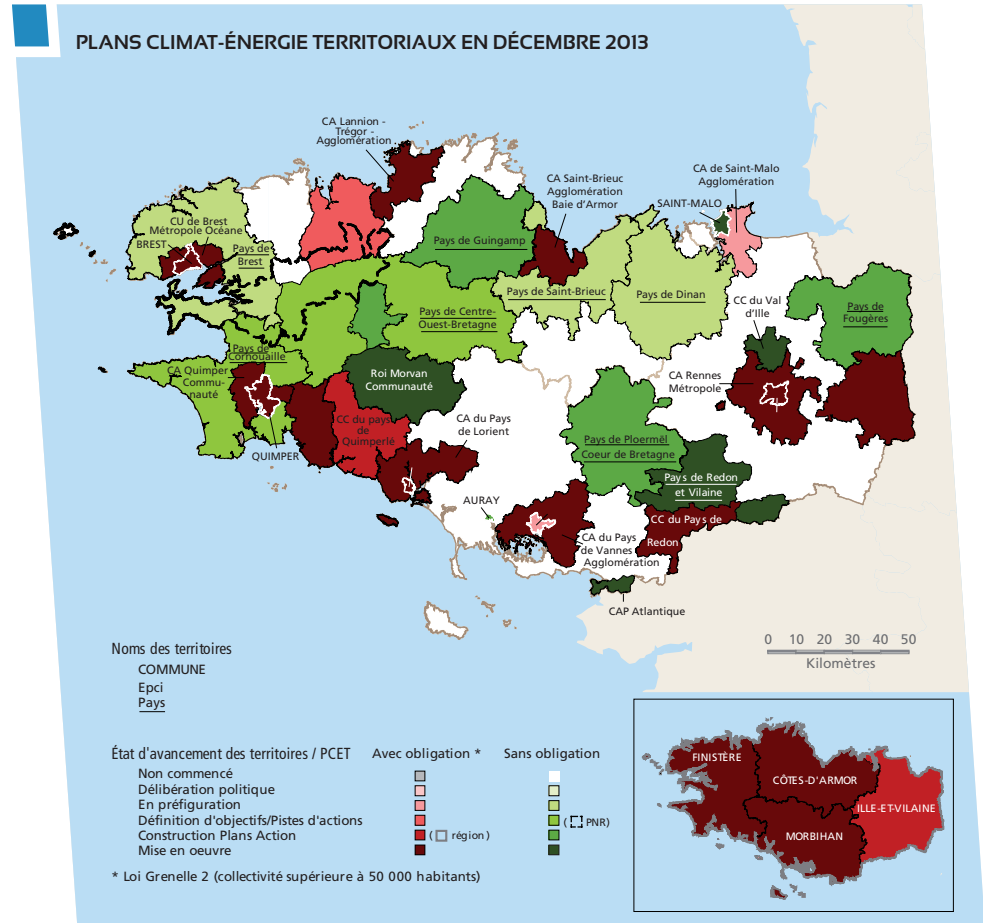 PLANS CLIMAT-ÉNERGIE TERRITORIAUX EN DÉCEMBRE 2013
CA Lannion -
Trégor -
Agglomération
CA Saint-Brieuc
Agglomération
Baie d'Armor
CA de Saint-Malo
Agglomération
SAINT-MALO
CU de Brest
Métropole Océane
BREST
Pays de
Brest
Pays de Guingamp
Pays de Saint-Brieuc
Pays de Dinan
CC du Val
d'Ille
Pays de
Fougères
Pays de Centre-
Ouest-Bretagne
Pays de
Cornouaille
CA Quimper
Commu-
nauté
Roi Morvan
Communauté
CA Rennes
Métropole
CC du pays
de
Quimperlé
CA du Pays
de Lorient
QUIMPER
Pays de Ploermël
Coeur de Bretagne
Pays de Redon
et Vilaine
AURAY
CC du Pays de
Redon
CA du Pays
de Vannes
Agglomération
CAP Atlantique
0 10 20 30 40 50
Kilomètres
Noms des territoires
COMMUNE
Epci
Pays
État d'avancement des territoires / PCET Avec obligation * Sans obligation
Non commencé
Délibération politique
En préfiguration
Définition d'objectifs/Pistes d'actions ( PNR)
Construction Plans Action ( région )
Mise en oeuvre
* Loi Grenelle 2 (collectivité supérieure à 50 000 habitants)
FINISTÈRE
CÔTES-D'ARMOR
ILLE-ET-VILAINE
MORBIHAN